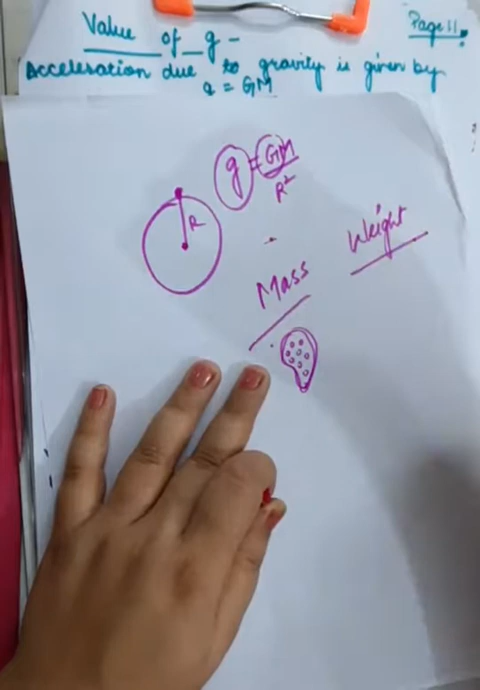 Value of g -
Page 11.
Acceleration due to gravity is given by
a = GM
g = GM
R²
R
Mass
Weight